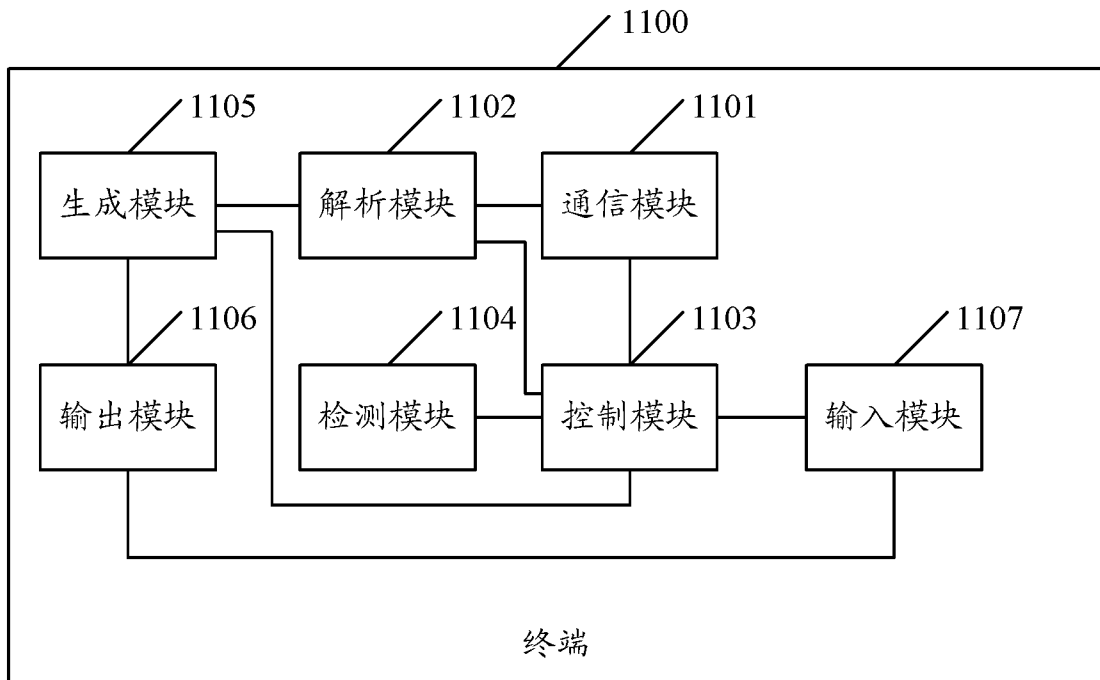 1100
1105
1102
1101
生成模块
解析模块
通信模块
1106
1104
1103
1107
输出模块
检测模块
控制模块
输入模块
终端